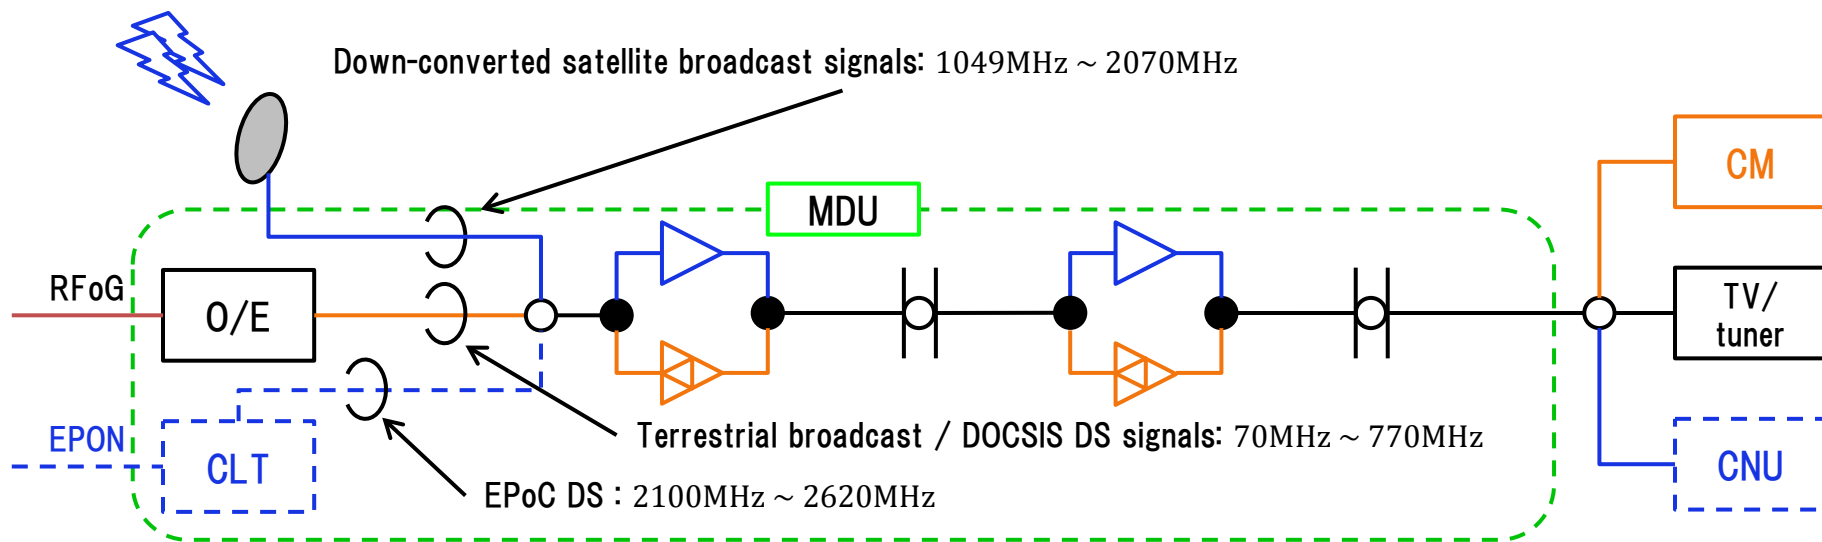 Down-converted satellite broadcast signals: 1049MHz ~ 2070MHz
CM
MDU
RFoG
O/E
TV/
tuner
Terrestrial broadcast / DOCSIS DS signals: 70MHz ~ 770MHz
EPON
CLT
CNU
EPoC DS : 2100MHz ~ 2620MHz